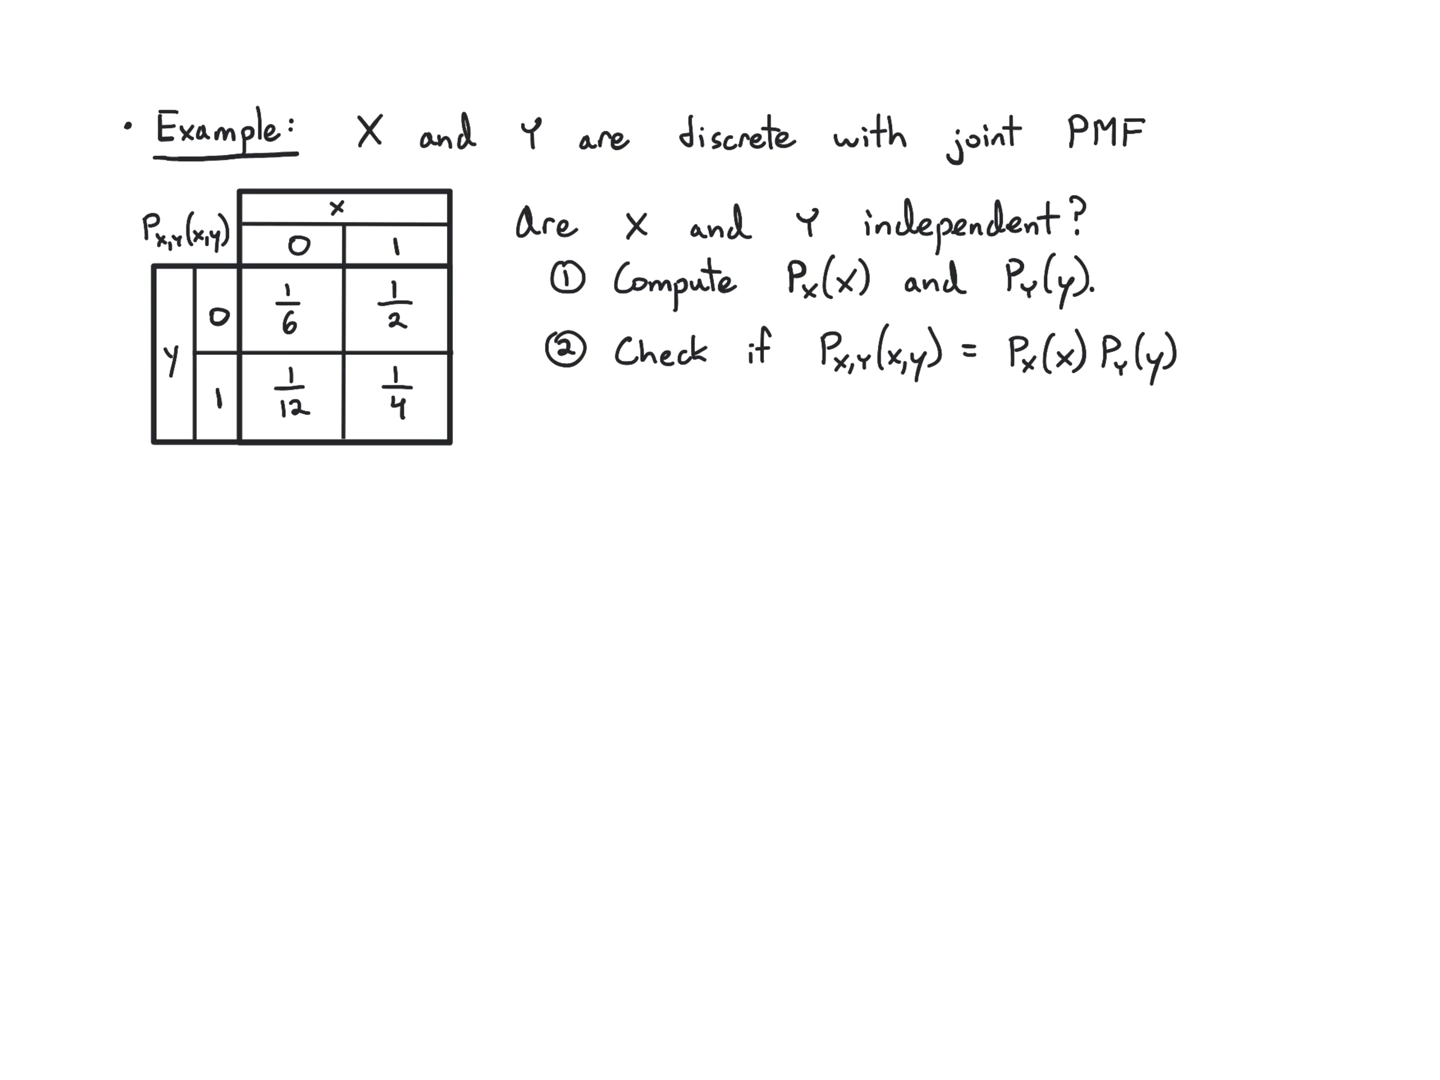 • Example: X and Y are discrete with joint PMF
P_{X,Y}(x,y)
x
0 1
y
0 1/6 1/2
1 1/12 1/4
Are X and Y independent?
① Compute P_X(x) and P_Y(y).
② Check if P_{X,Y}(x,y) = P_X(x) P_Y(y)